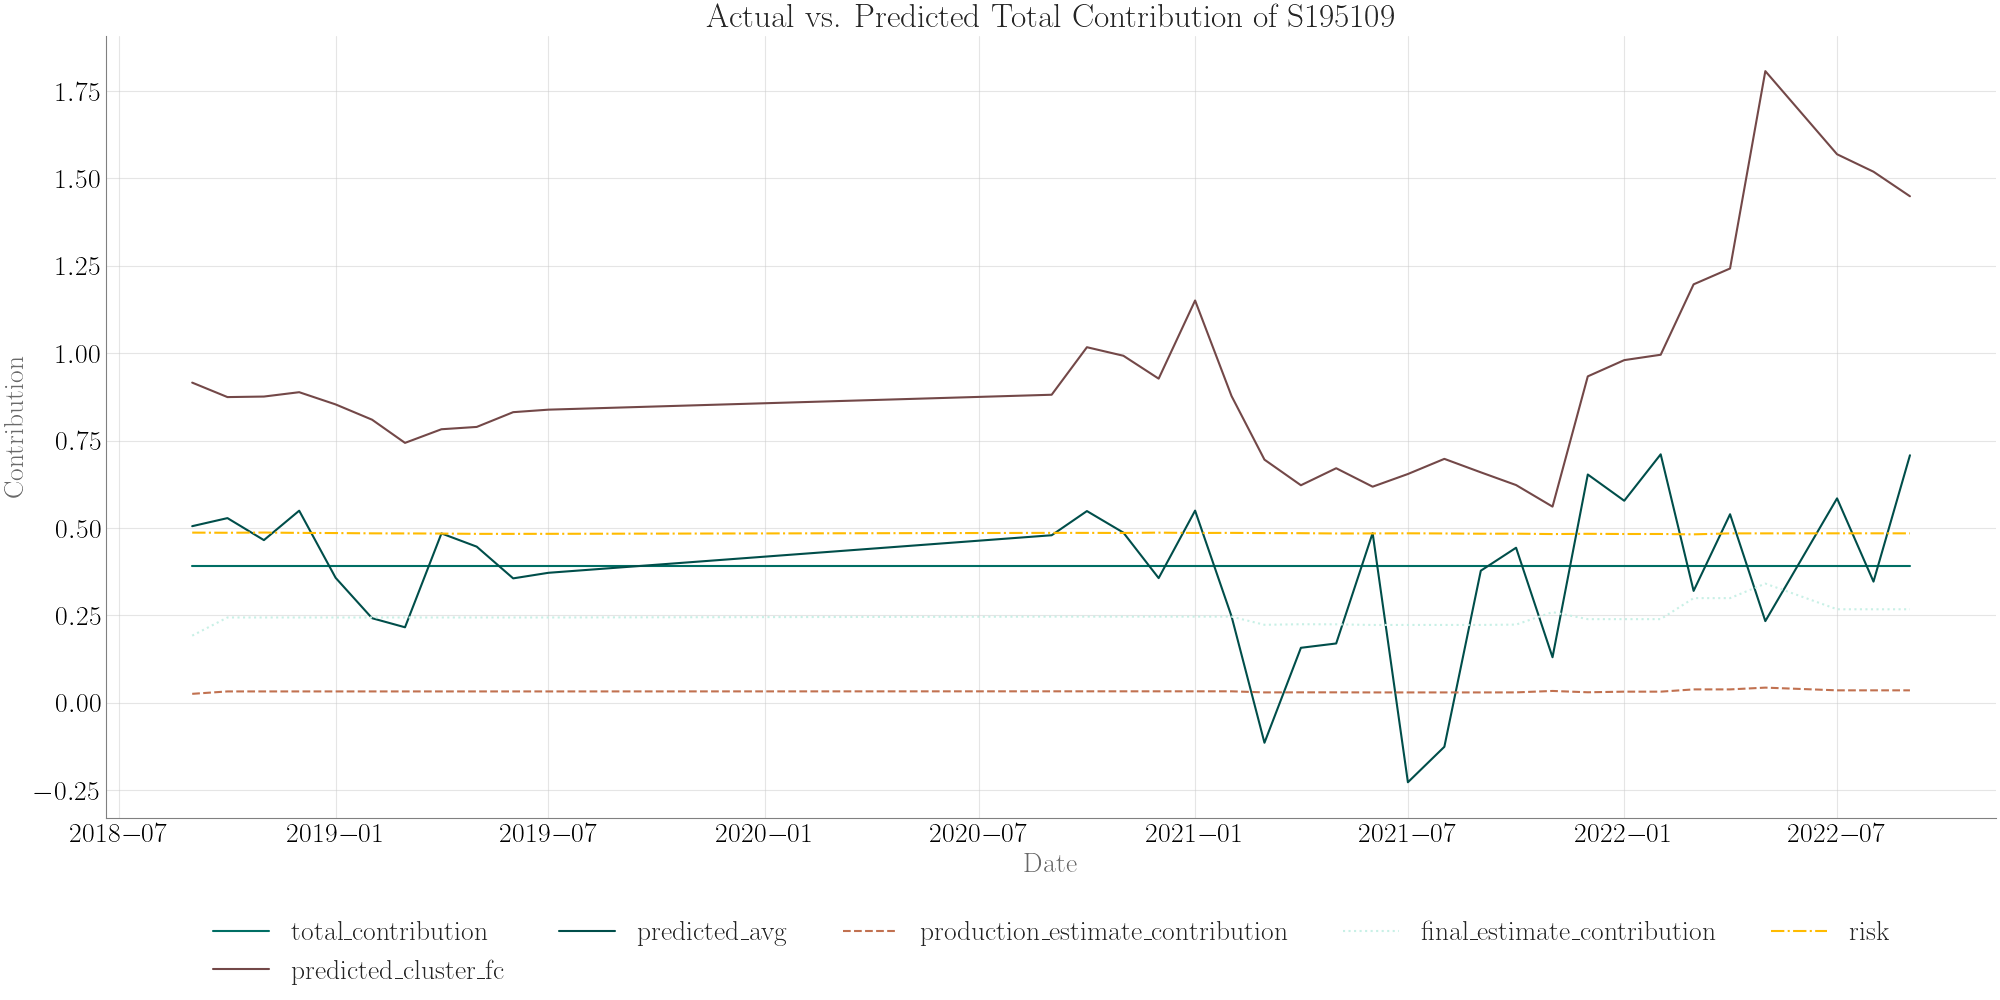 Actual vs. Predicted Total Contribution of S195109
Contribution
1.75
1.50
1.25
1.00
0.75
0.50
0.25
0.00
−0.25
2018−07 2019−01 2019−07 2020−01 2020−07 2021−01 2021−07 2022−01 2022−07
Date
total_contribution predicted_avg production_estimate_contribution final_estimate_contribution risk
predicted_cluster_fc